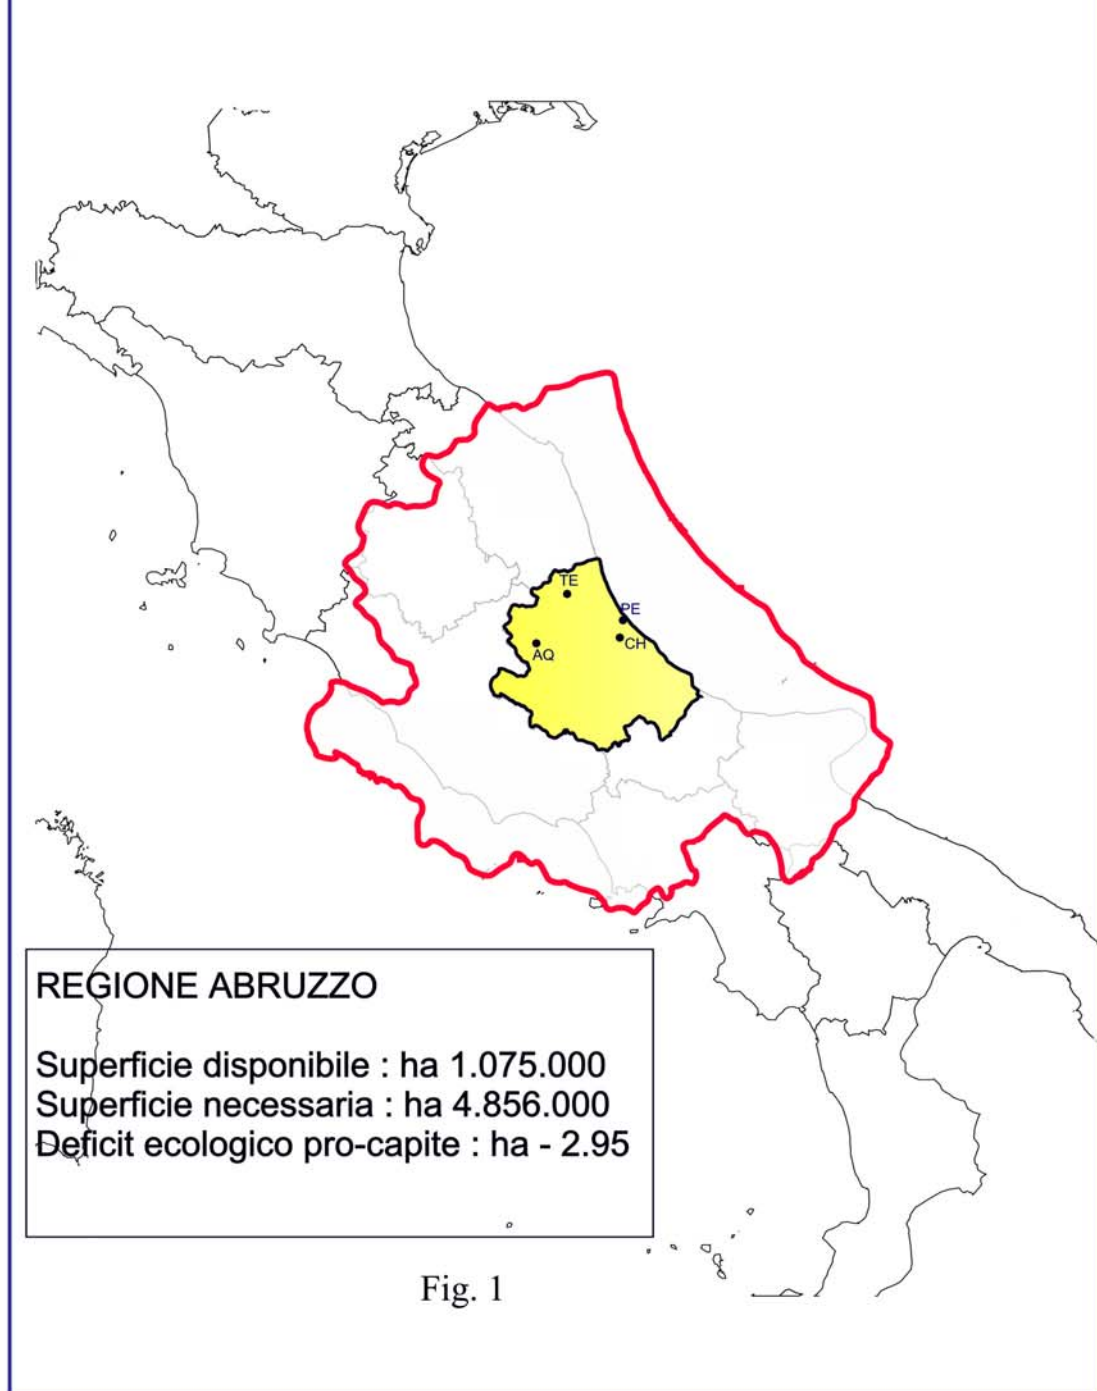 TE
PE
CH
AQ
REGIONE ABRUZZO
Superficie disponibile : ha 1.075.000
Superficie necessaria : ha 4.856.000
Deficit ecologico pro-capite : ha - 2.95
Fig. 1